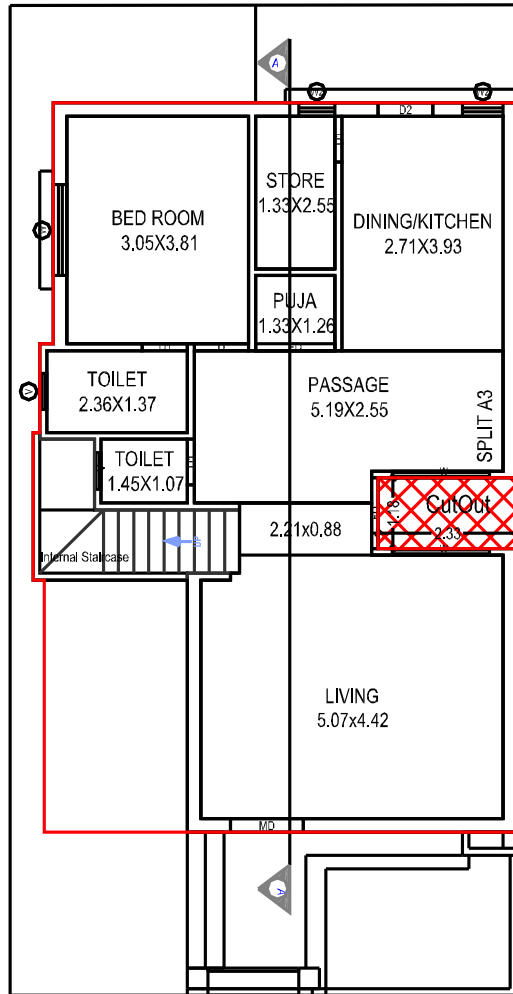 A
W2
W2
D2
STORE
1.33X2.55
BED ROOM
3.05X3.81
DINING/KITCHEN
2.71X3.93
PUJA
1.33X1.26
TOILET
2.36X1.37
V
PASSAGE
5.19X2.55
SPLIT A3
TOILET
1.45X1.07
CutOut
1.18
2.33
2.21x0.88
UP
Internal Staircase
LIVING
5.07x4.42
MD
A